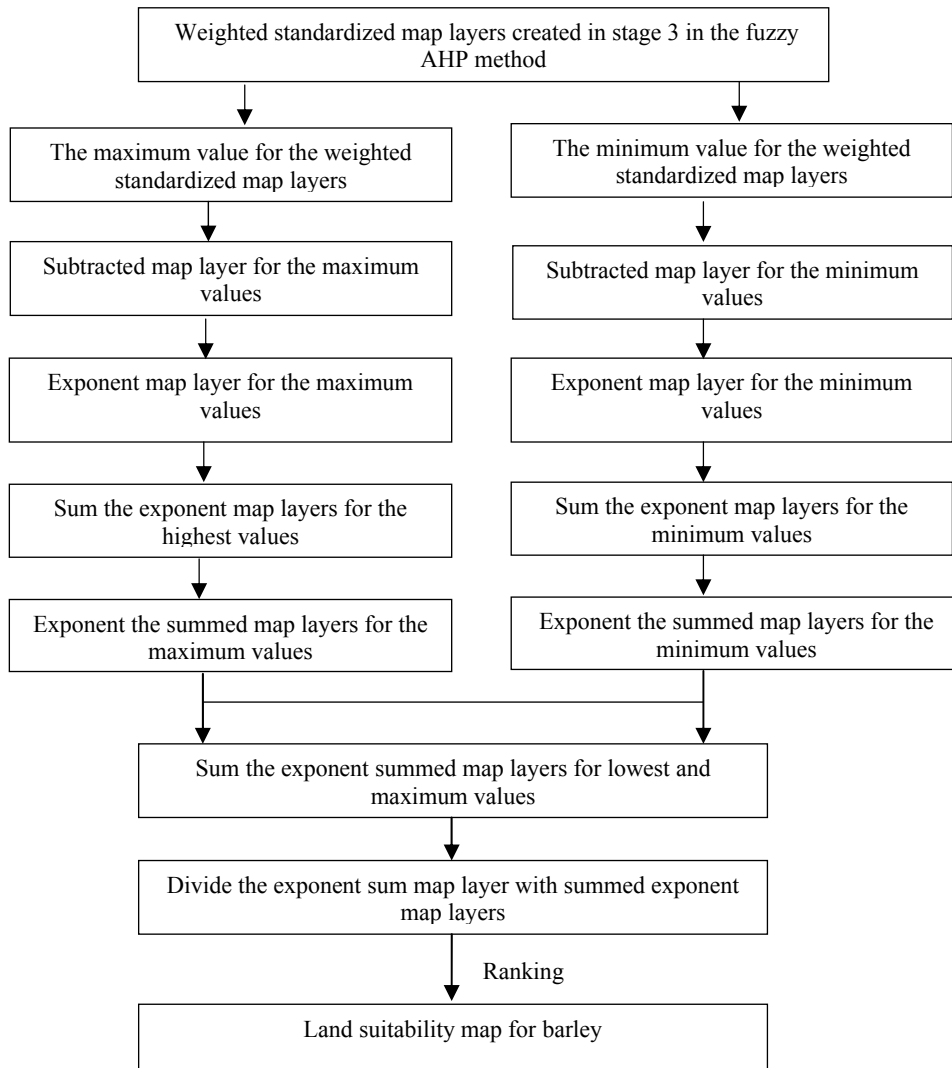 Weighted standardized map layers created in stage 3 in the fuzzy
AHP method
The maximum value for the weighted
standardized map layers
The minimum value for the weighted
standardized map layers
Subtracted map layer for the maximum
values
Subtracted map layer for the minimum
values
Exponent map layer for the maximum
values
Exponent map layer for the minimum
values
Sum the exponent map layers for the
highest values
Sum the exponent map layers for the
minimum values
Exponent the summed map layers for the
maximum values
Exponent the summed map layers for the
minimum values
Sum the exponent summed map layers for lowest and
maximum values
Divide the exponent sum map layer with summed exponent
map layers
Ranking
Land suitability map for barley